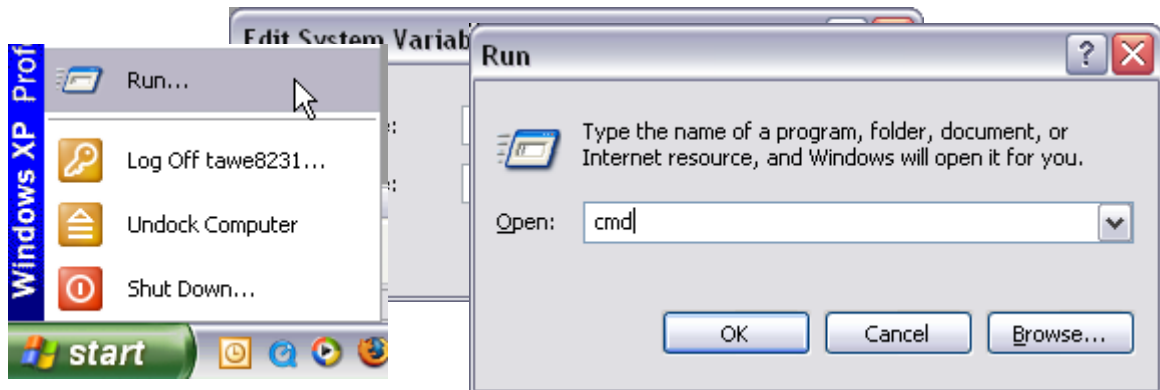 Edit System Variab
Run
Windows XP Prof
Run...
Log Off tawe8231...
Undock Computer
Shut Down...
start
Type the name of a program, folder, document, or
Internet resource, and Windows will open it for you.
Open:
cmd
OK
Cancel
Browse...